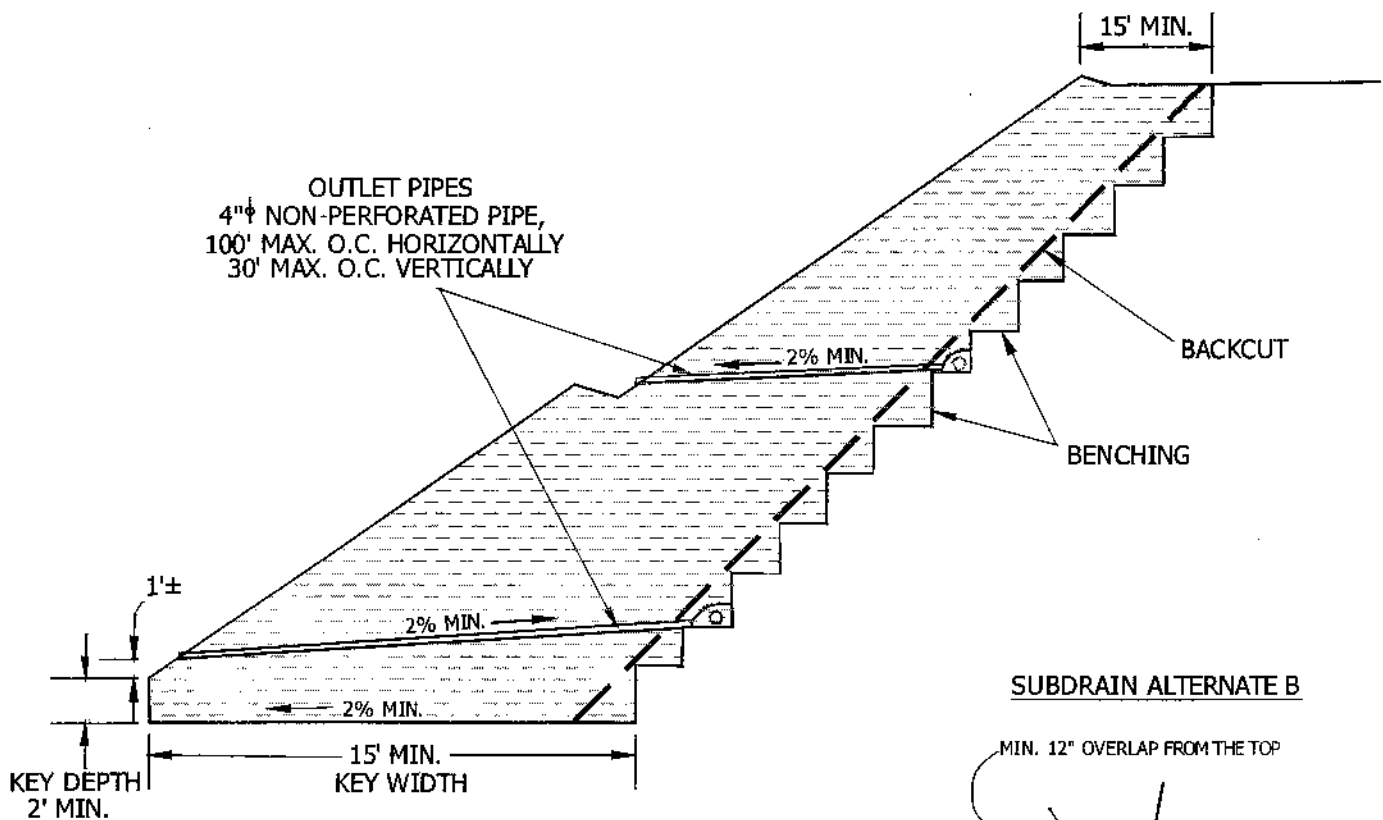 15' MIN.
OUTLET PIPES
4"ϕ NON-PERFORATED PIPE,
100' MAX. O.C. HORIZONTALLY
30' MAX. O.C. VERTICALLY
2% MIN.
BACKCUT
BENCHING
1'±
2% MIN.
2% MIN.
SUBDRAIN ALTERNATE B
15' MIN.
KEY WIDTH
KEY DEPTH
2' MIN.
MIN. 12" OVERLAP FROM THE TOP